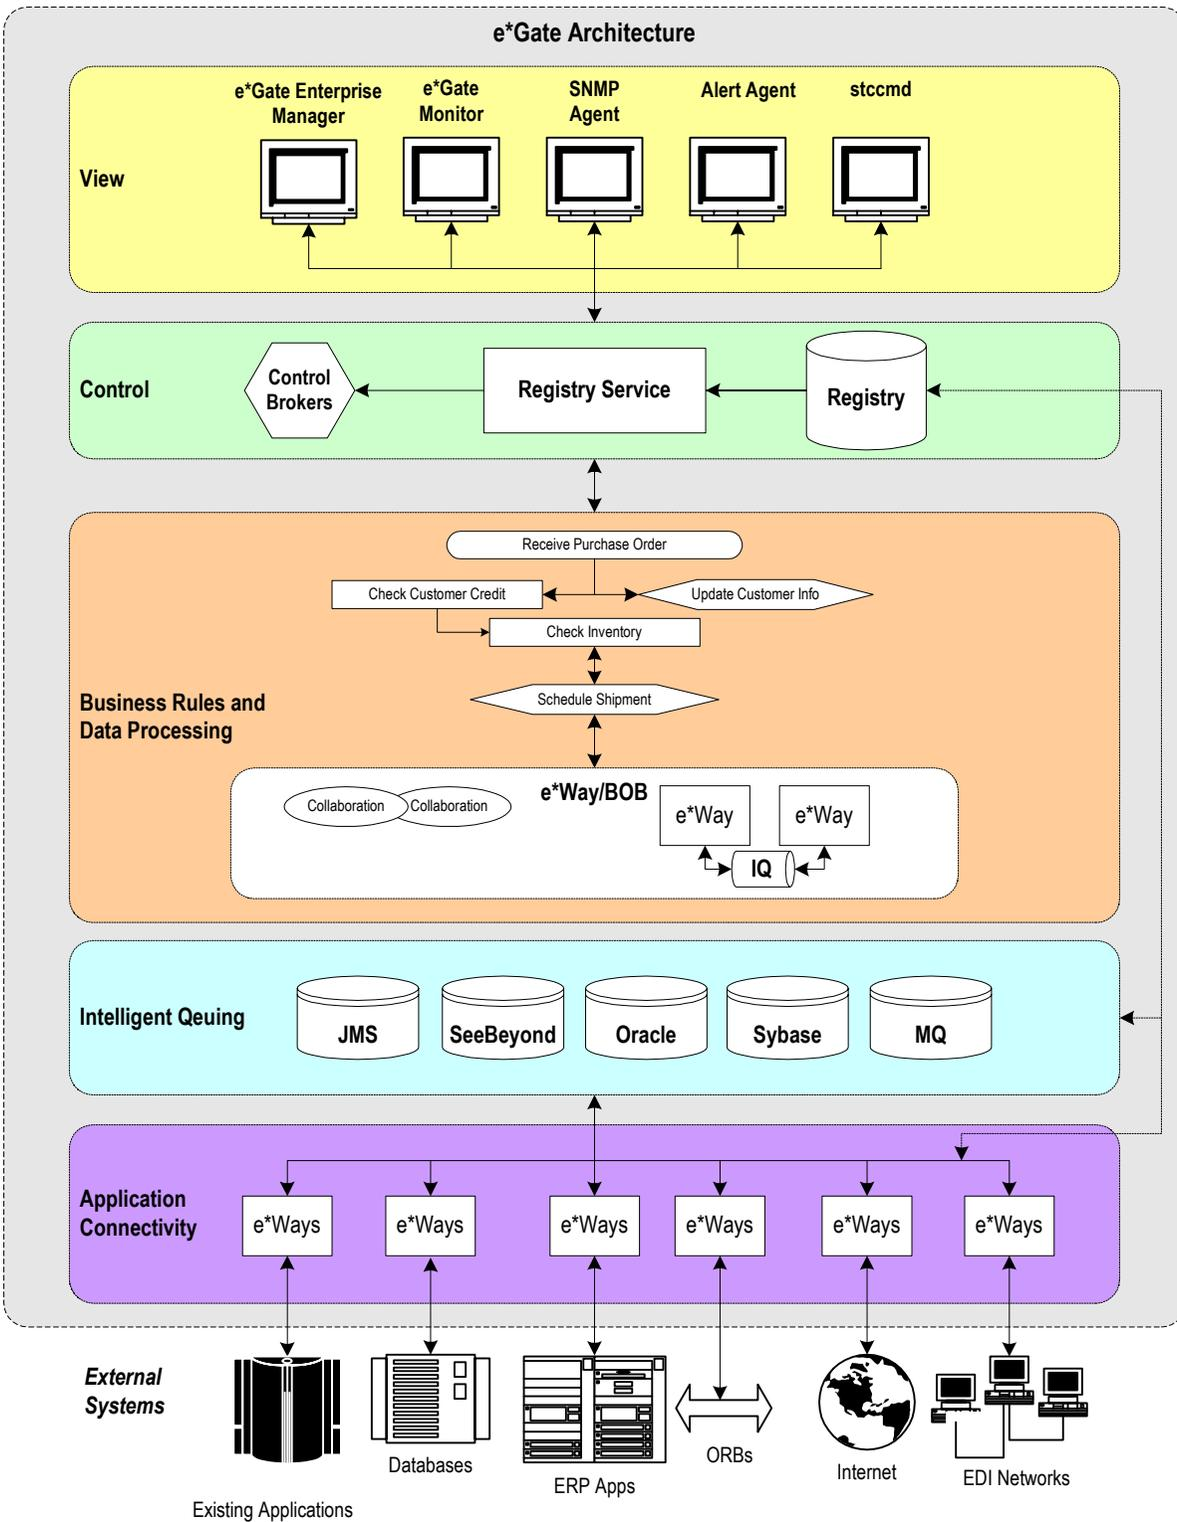 e*Gate Architecture
e*Gate Enterprise
Manager
e*Gate
Monitor
SNMP
Agent
Alert Agent
stccmd
View
Control
Control
Brokers
Registry Service
Registry
Receive Purchase Order
Check Customer Credit
Update Customer Info
Check Inventory
Schedule Shipment
Business Rules and
Data Processing
e*Way/BOB
Collaboration
Collaboration
e*Way
e*Way
IQ
Intelligent Qeuing
JMS
SeeBeyond
Oracle
Sybase
MQ
Application
Connectivity
e*Ways
e*Ways
e*Ways
e*Ways
e*Ways
e*Ways
External
Systems
Existing Applications
Databases
ERP Apps
ORBs
Internet
EDI Networks